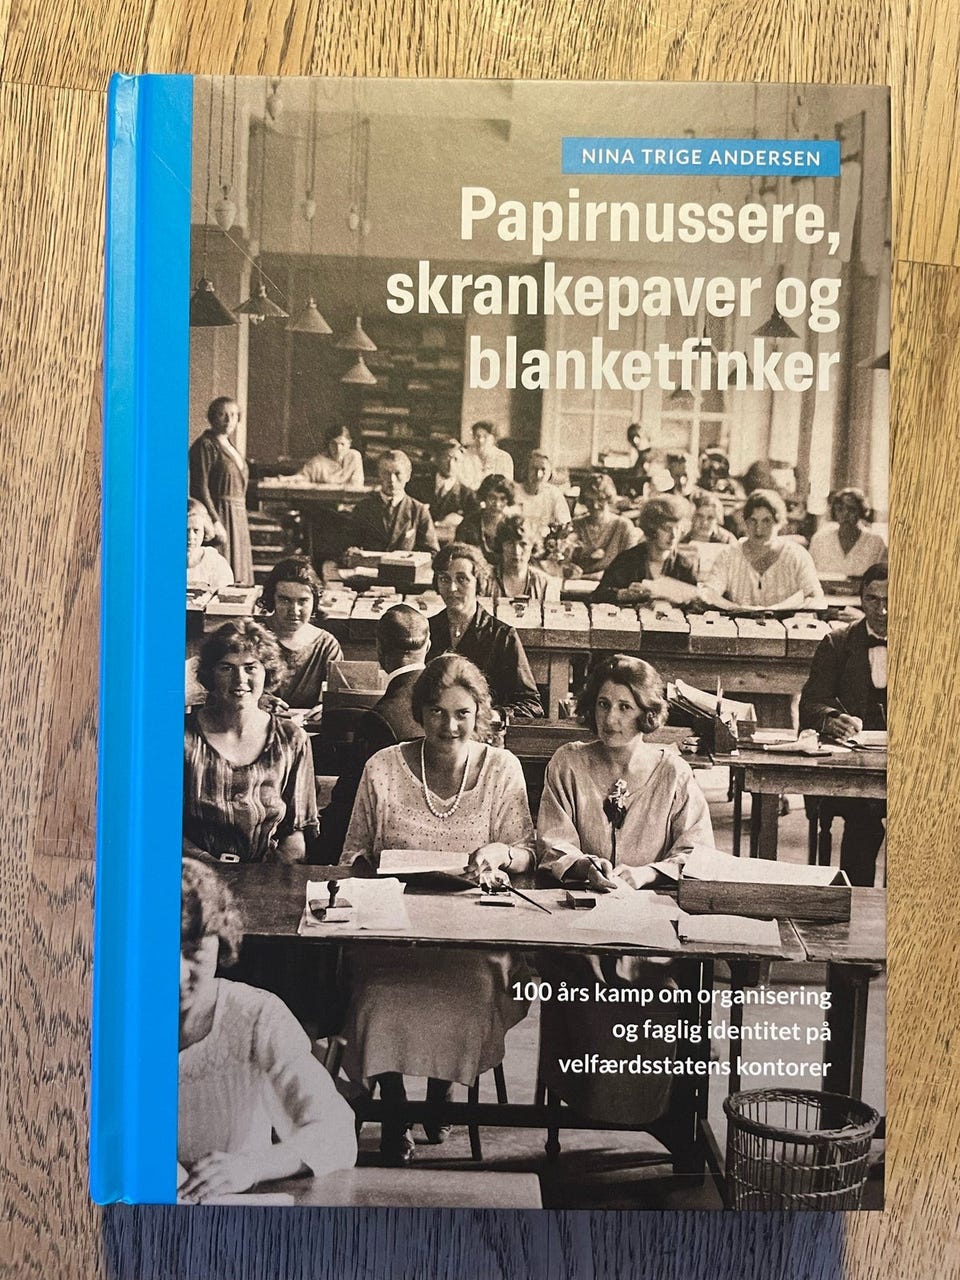 NINA TRIGE ANDERSEN
Papirnussere,
skrankepaver og
blanketfinker
100 års kamp om organisering
og faglig identitet på
velfærdsstatens kontorer